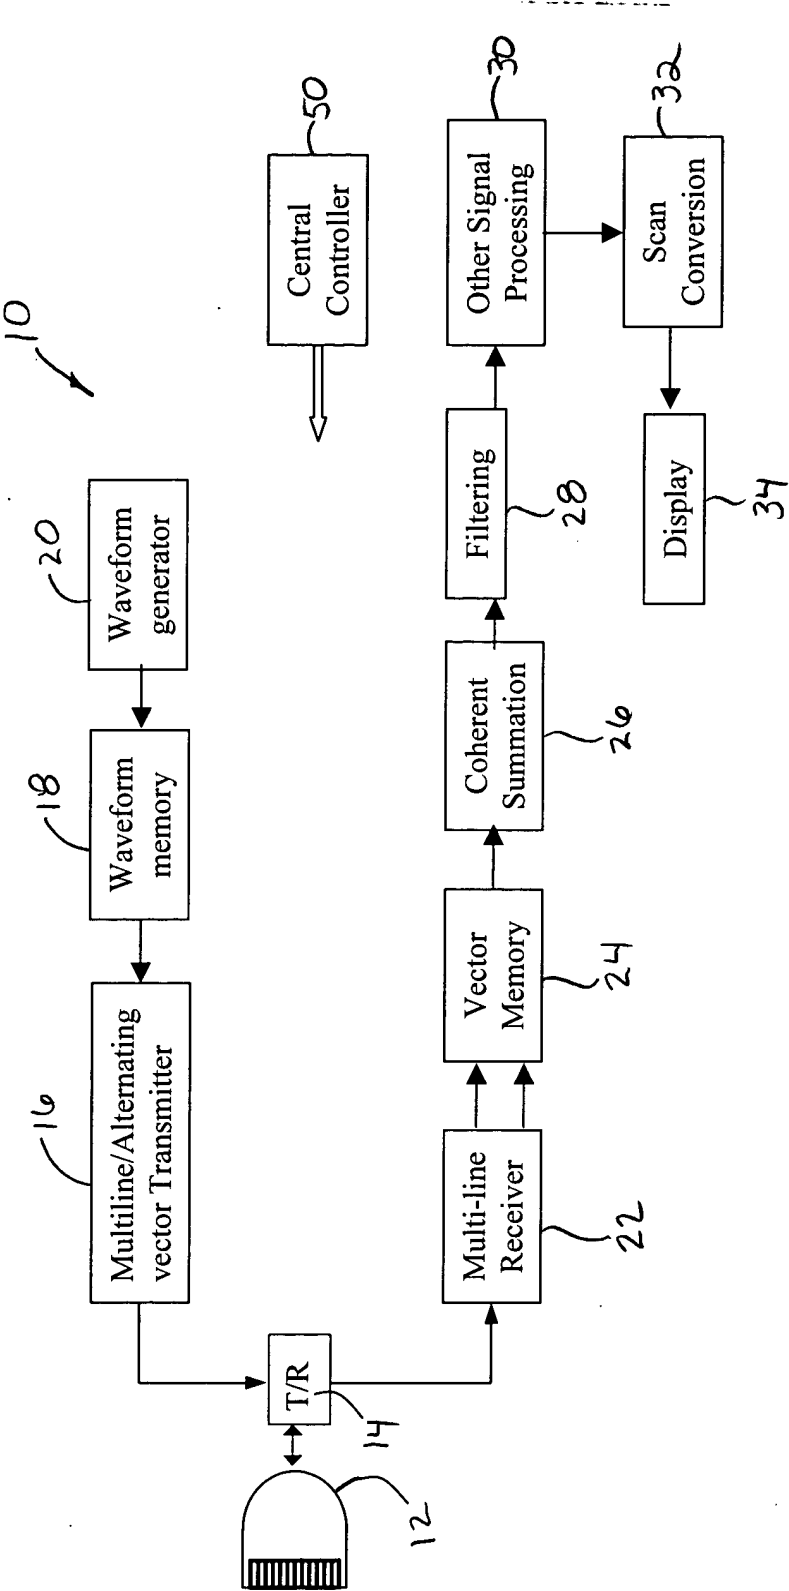 10
20
Waveform
generator
18
Waveform
memory
16
Multiline/Alternating
vector Transmitter
50
Central
Controller
T/R
14
12
Multi-line
Receiver
22
Vector
Memory
24
Coherent
Summation
26
Filtering
28
Other Signal
Processing
30
Scan
Conversion
32
Display
34